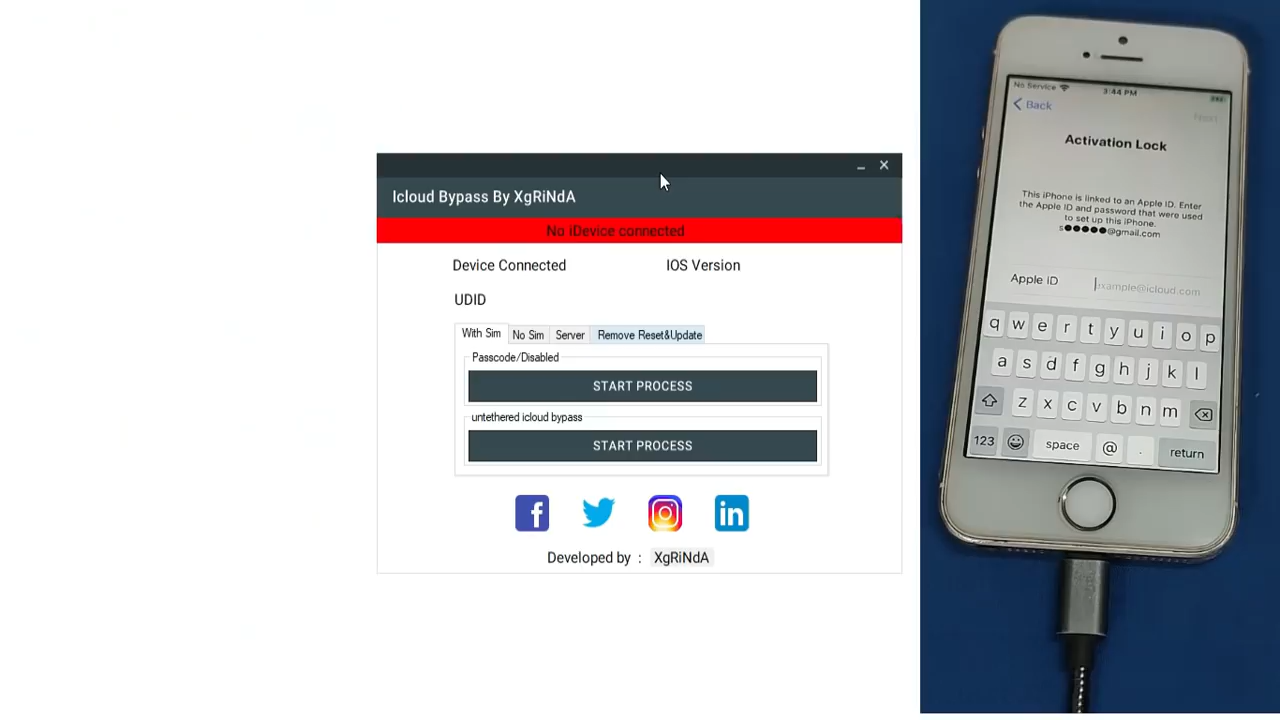 Icloud Bypass By XgRiNdA
No iDevice connected
Device Connected
IOS Version
UDID
With Sim
No Sim
Server
Remove Reset&Update
Passcode/Disabled
START PROCESS
untethered icloud bypass
START PROCESS
f
in
Developed by : XgRiNdA
No Service
3:44 PM
Back
Next
Activation Lock
This iPhone is linked to an Apple ID. Enter
the Apple ID and password that were used
to set up this iPhone.
s●●●●●@gmail.com
Apple ID
example@icloud.com
q w e r t y u i o p
a s d f g h j k l
z x c v b n m
123
space
@
.
return